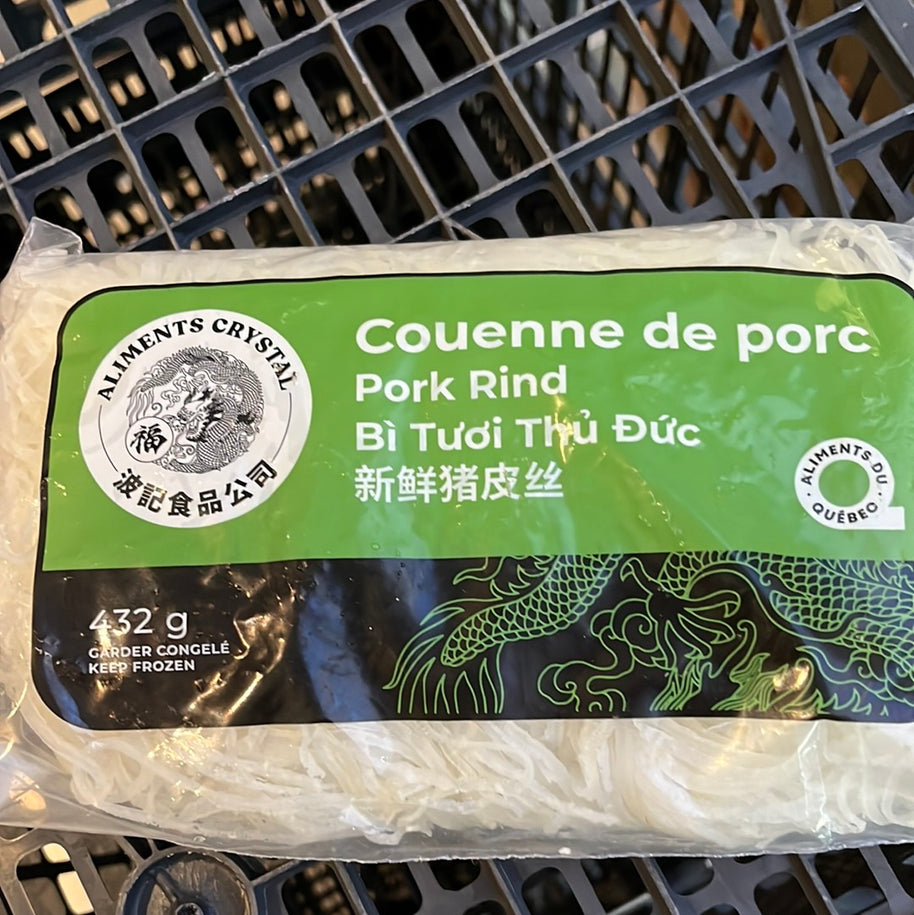 ALIMENTS CRYSTAL
福
波記食品公司
Couenne de porc
Pork Rind
Bì Tươi Thủ Đức
新鲜猪皮丝
ALIMENTS DU
QUÉBEC
432 g
GARDER CONGELÉ
KEEP FROZEN